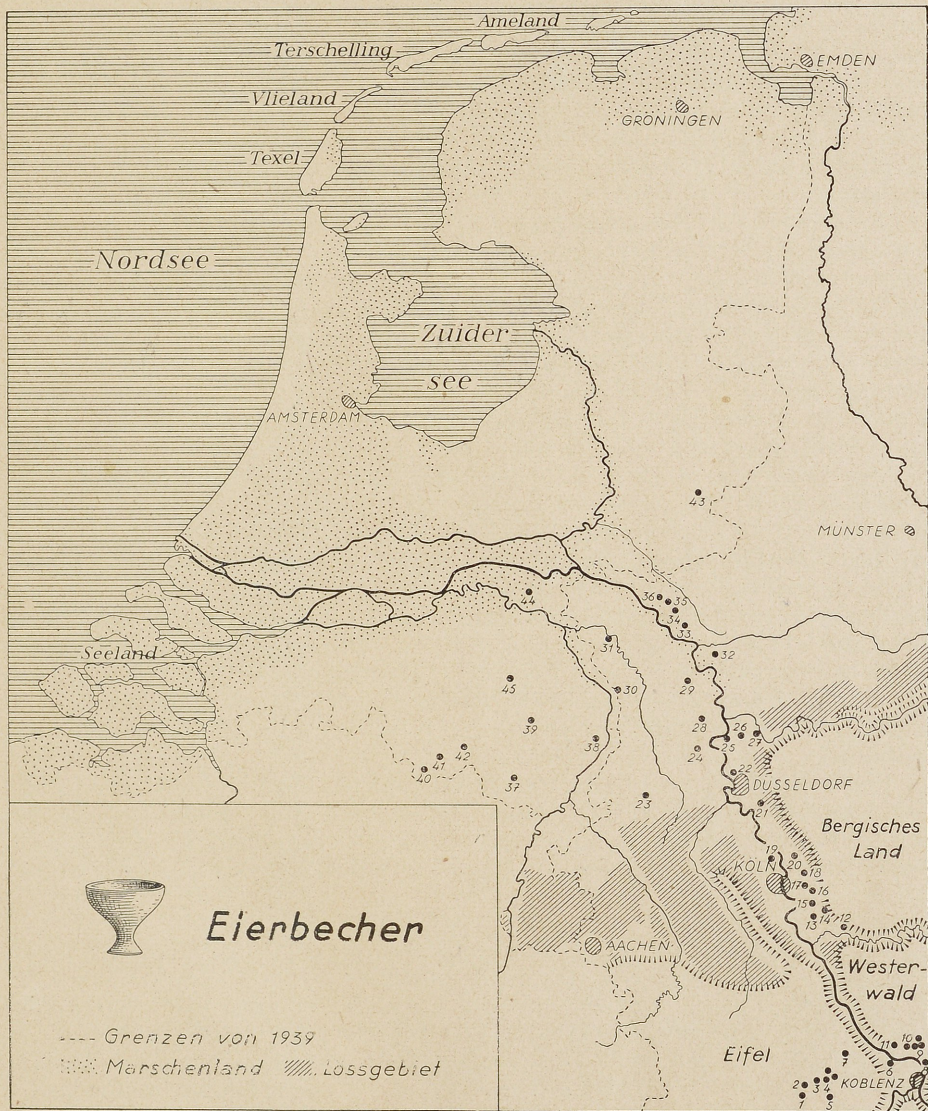 Ameland
Terschelling
EMDEN
Vlieland
GRÖNINGEN
Texel
Nordsee
Zuider
see
AMSTERDAM
43
MÜNSTER
44
36
35
34
33
Seeland
31
32
45
30
29
39
28
26
27
38
25
24
42
41
40
37
22
DÜSSELDORF
23
21
Bergisches
Land
19
20
KÖLN
18
17
16
15
14
13
12
Eierbecher
AACHEN
Wester-
wald
Grenzen von 1939
Marschenland Lössgebiet
Eifel
11
10
9
8
7
6
KOBLENZ
2
3
4
1
5